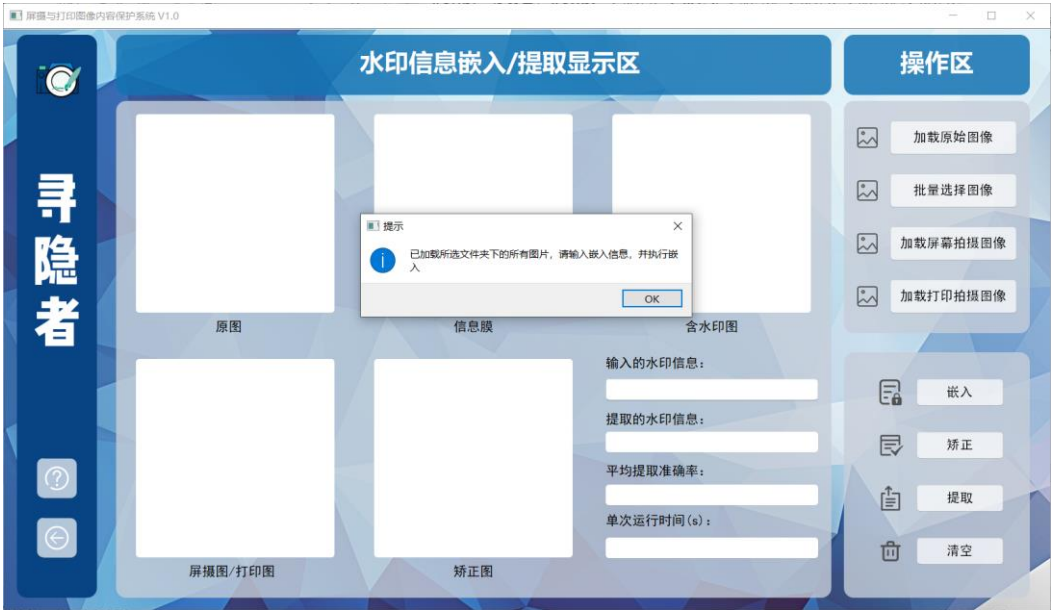 屏摄与打印图像内容保护系统 V1.0
水印信息嵌入/提取显示区
操作区
寻隐者
加载原始图像
批量选择图像
加载屏幕拍摄图像
加载打印拍摄图像
提示
已加载所选文件夹下的所有图片，请输入嵌入信息，并执行嵌
入
OK
原图
信息膜
含水印图
输入的水印信息：
提取的水印信息：
平均提取准确率：
单次运行时间(s)：
屏摄图/打印图
矫正图
嵌入
矫正
提取
清空